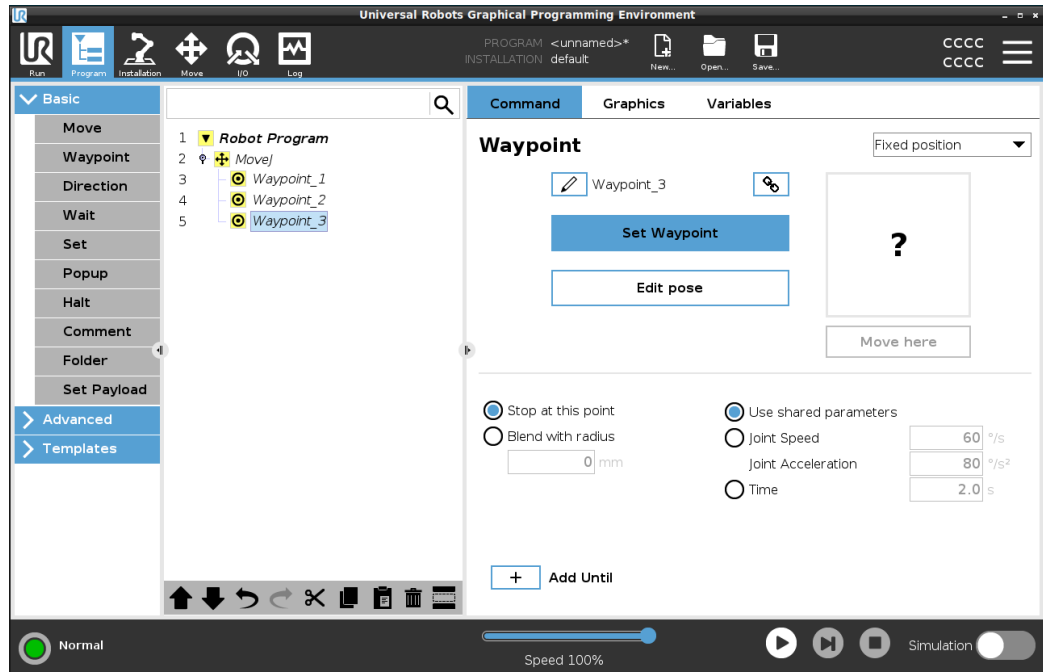 Universal Robots Graphical Programming Environment
UR
PROGRAM <unnamed>*
INSTALLATION default
Run Program Installation Move I/O Log New... Open... Save...
CCCC
CCCC
Basic
Move
Waypoint
Direction
Wait
Set
Popup
Halt
Comment
Folder
Set Payload
Advanced
Templates
1 Robot Program
2 MoveJ
3 Waypoint_1
4 Waypoint_2
5 Waypoint_3
Command Graphics Variables
Waypoint
Fixed position
Waypoint_3
Set Waypoint
?
Edit pose
Move here
Stop at this point
Blend with radius
0 mm
Use shared parameters
Joint Speed 60 °/s
Joint Acceleration 80 °/s²
Time 2.0 s
+ Add Until
Normal
Speed 100%
Simulation